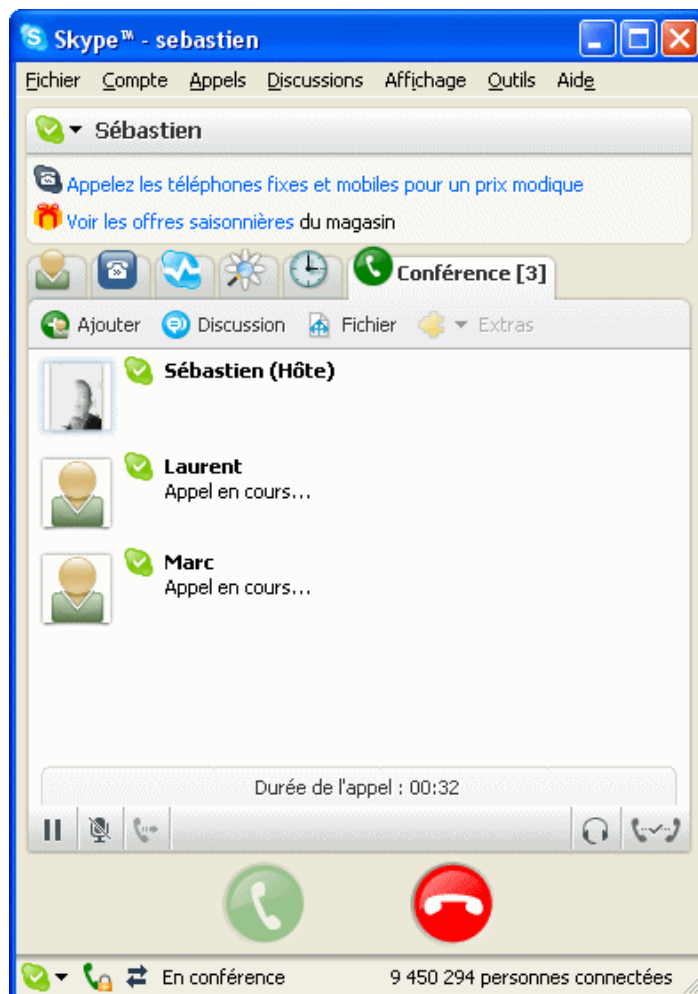 Skype™ - sebastien
Fichier Compte Appels Discussions Affichage Outils Aide
Sébastien
Appelez les téléphones fixes et mobiles pour un prix modique
Voir les offres saisonnières du magasin
Conférence [3]
Ajouter Discussion Fichier Extras
Sébastien (Hôte)
Laurent
Appel en cours...
Marc
Appel en cours...
Durée de l'appel : 00:32
En conférence 9 450 294 personnes connectées